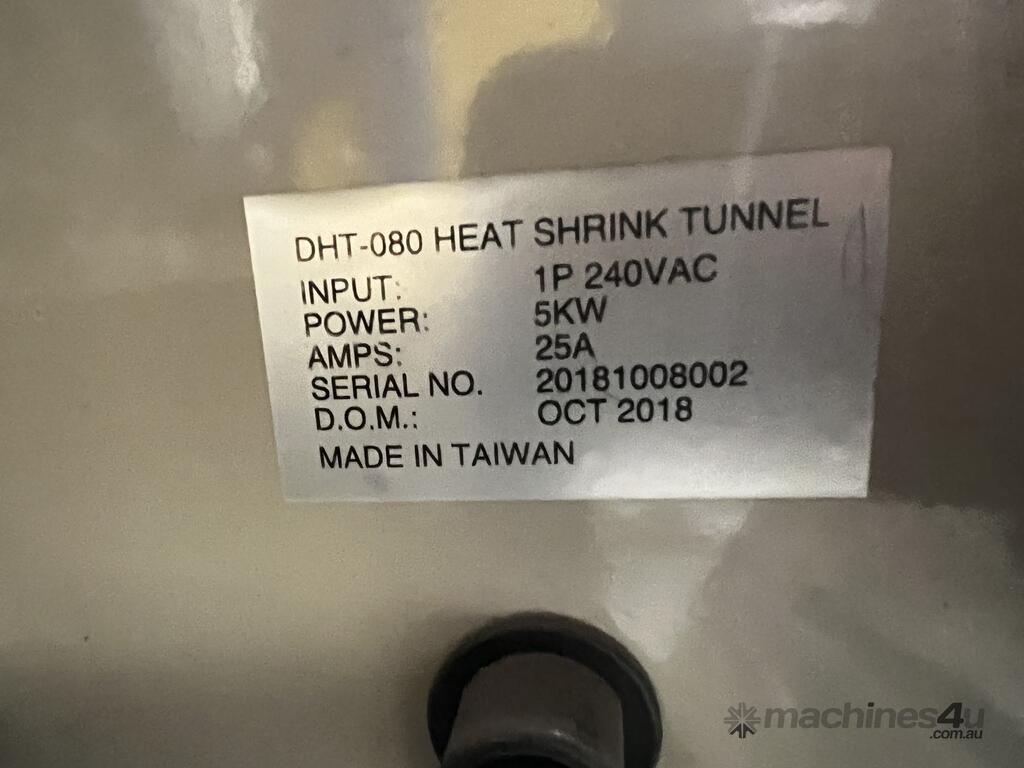 DHT-080 HEAT SHRINK TUNNEL
INPUT: 1P 240VAC
POWER: 5KW
AMPS: 25A
SERIAL NO. 20181008002
D.O.M.: OCT 2018
MADE IN TAIWAN
machines4u
.com.au